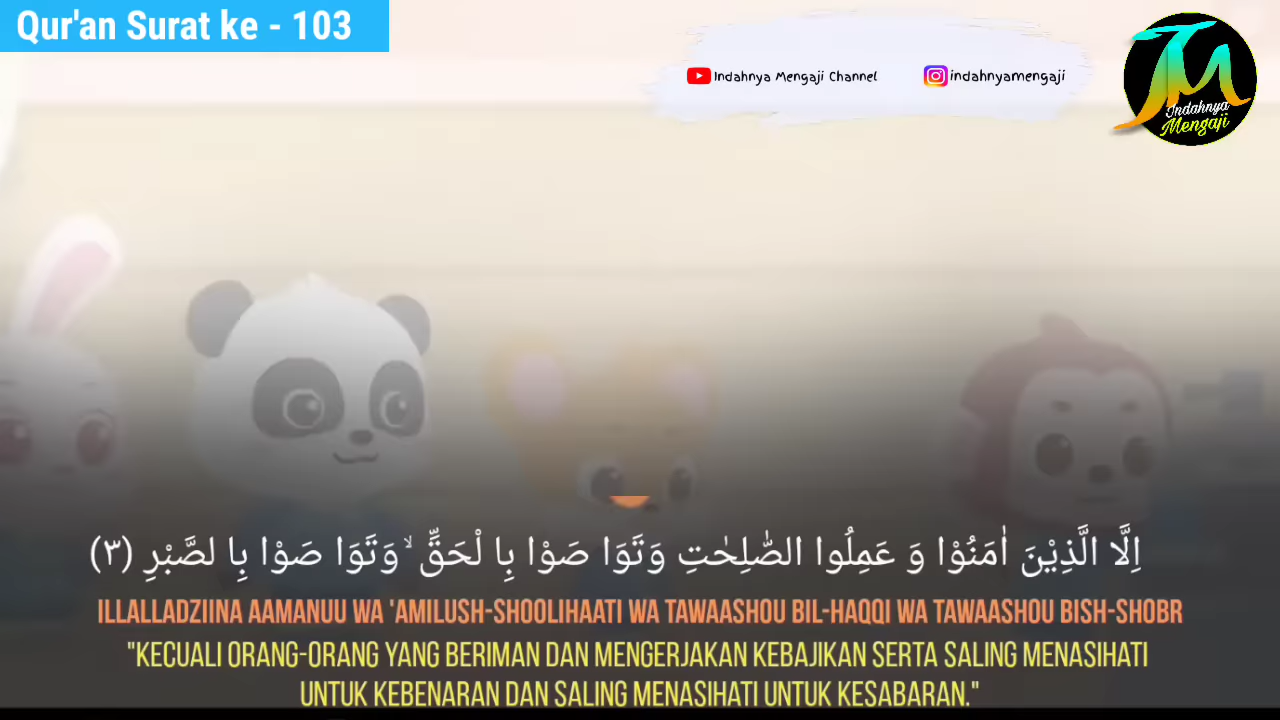 Qur'an Surat ke - 103
Indahnya Mengaji Channel
indahnyamengaji
Indahnya
Mengaji
اِلَّا الَّذِيْنَ اٰمَنُوْا وَ عَمِلُوا الصّٰلِحٰتِ وَتَوَا صَوْا بِا لْحَقِّ ۙ وَتَوَا صَوْا بِا لصَّبْرِ (٣)
ILLALLADZIINA AAMANUU WA 'AMILUSH-SHOOLIHAATI WA TAWAASHOU BIL-HAQQI WA TAWAASHOU BISH-SHOBR
"KECUALI ORANG-ORANG YANG BERIMAN DAN MENGERJAKAN KEBAJIKAN SERTA SALING MENASIHATI
UNTUK KEBENARAN DAN SALING MENASIHATI UNTUK KESABARAN."